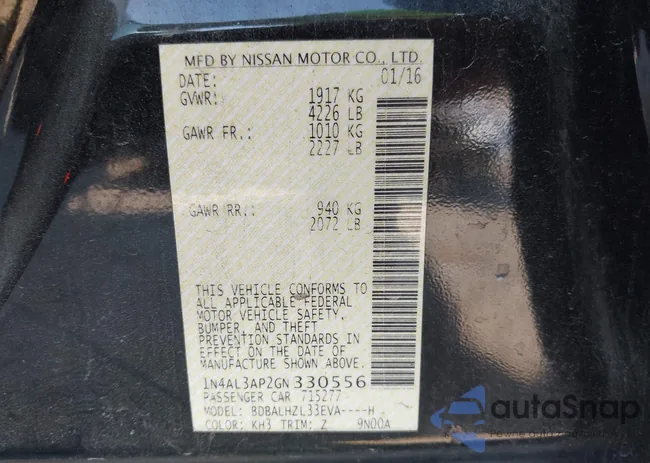 MFD BY NISSAN MOTOR CO., LTD.
DATE: 01/16
GVWR: 1917 KG
4226 LB
GAWR FR.: 1010 KG
2227 LB
GAWR RR.: 940 KG
2072 LB
THIS VEHICLE CONFORMS TO
ALL APPLICABLE FEDERAL
MOTOR VEHICLE SAFETY,
BUMPER, AND THEFT
PREVENTION STANDARDS IN
EFFECT ON THE DATE OF
MANUFACTURE SHOWN ABOVE.
1N4AL3AP2GN330556
PASSENGER CAR 715277
MODEL: BDBALHZL33EVA----H
COLOR: KH3 TRIM: Z 9N00A
autoSnap